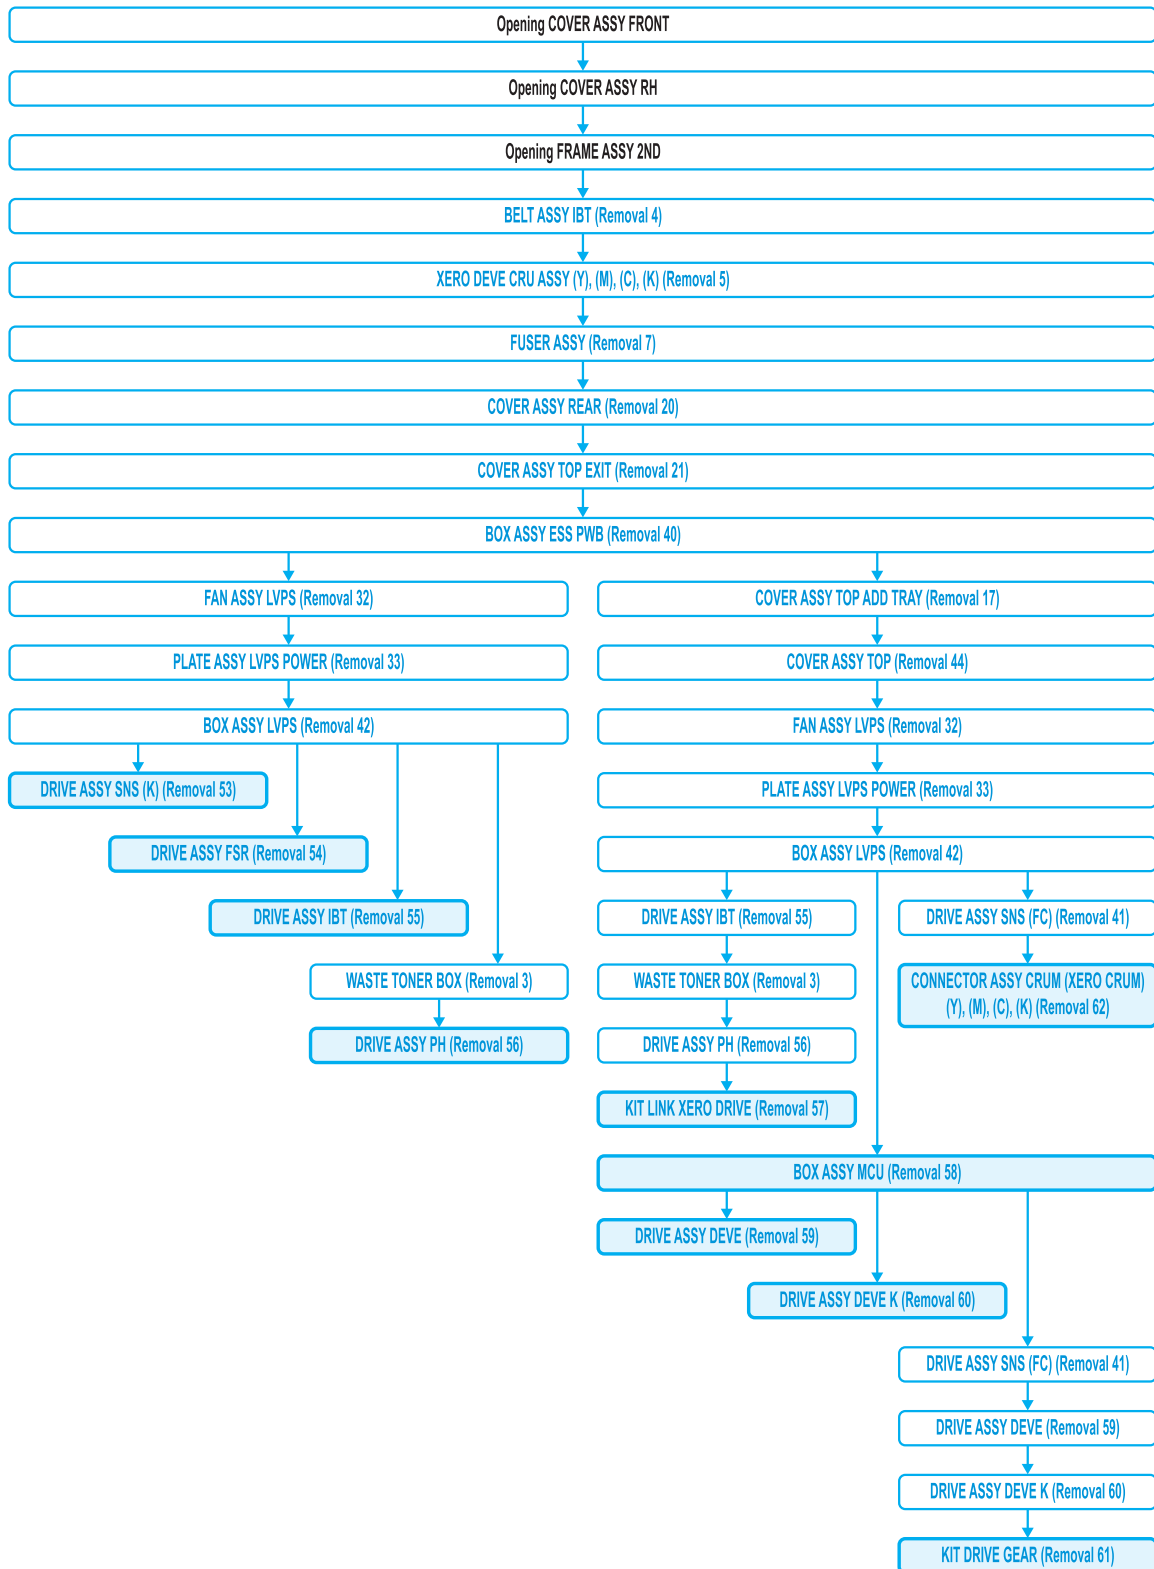 Opening COVER ASSY FRONT
Opening COVER ASSY RH
Opening FRAME ASSY 2ND
BELT ASSY IBT (Removal 4)
XERO DEVE CRU ASSY (Y), (M), (C), (K) (Removal 5)
FUSER ASSY (Removal 7)
COVER ASSY REAR (Removal 20)
COVER ASSY TOP EXIT (Removal 21)
BOX ASSY ESS PWB (Removal 40)
FAN ASSY LVPS (Removal 32)
PLATE ASSY LVPS POWER (Removal 33)
BOX ASSY LVPS (Removal 42)
DRIVE ASSY SNS (K) (Removal 53)
DRIVE ASSY FSR (Removal 54)
DRIVE ASSY IBT (Removal 55)
WASTE TONER BOX (Removal 3)
DRIVE ASSY PH (Removal 56)
COVER ASSY TOP ADD TRAY (Removal 17)
COVER ASSY TOP (Removal 44)
FAN ASSY LVPS (Removal 32)
PLATE ASSY LVPS POWER (Removal 33)
BOX ASSY LVPS (Removal 42)
DRIVE ASSY IBT (Removal 55)
WASTE TONER BOX (Removal 3)
DRIVE ASSY PH (Removal 56)
KIT LINK XERO DRIVE (Removal 57)
DRIVE ASSY SNS (FC) (Removal 41)
CONNECTOR ASSY CRUM (XERO CRUM)
(Y), (M), (C), (K) (Removal 62)
BOX ASSY MCU (Removal 58)
DRIVE ASSY DEVE (Removal 59)
DRIVE ASSY DEVE K (Removal 60)
DRIVE ASSY SNS (FC) (Removal 41)
DRIVE ASSY DEVE (Removal 59)
DRIVE ASSY DEVE K (Removal 60)
KIT DRIVE GEAR (Removal 61)